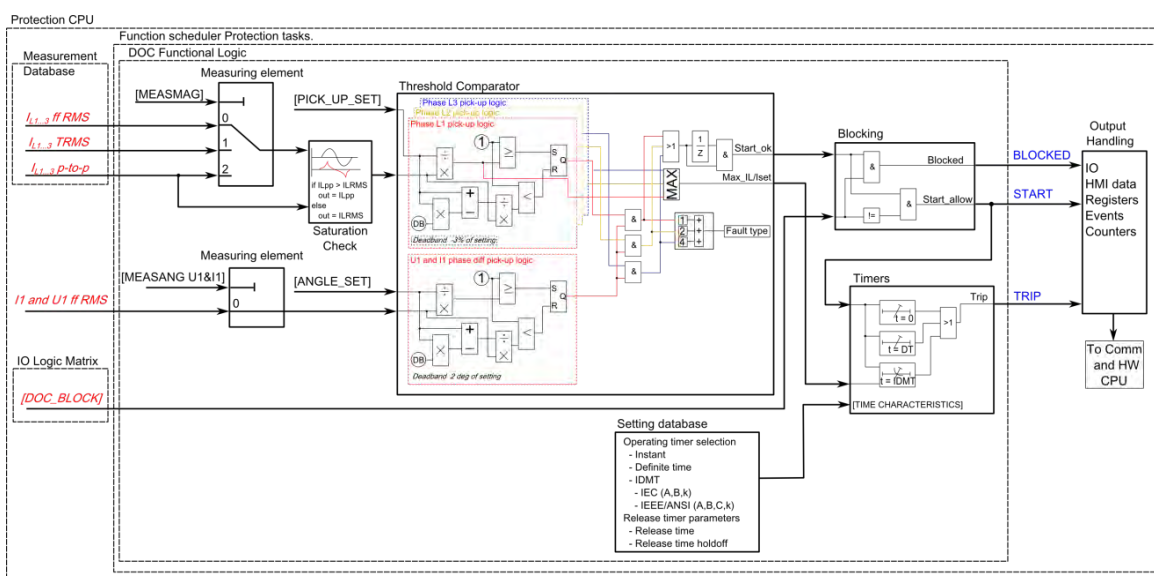 Protection CPU
Function scheduler Protection tasks.
DOC Functional Logic
Measurement
Database
I L1...3 ff RMS
I L1...3 TRMS
I L1...3 p-to-p
Measuring element
[MEASMAG]
0
1
2
[PICK_UP_SET]
if ILpp > ILRMS
out = ILpp
else
out = ILRMS
Saturation
Check
Threshold Comparator
Phase L3 pick-up logic
Phase L2 pick-up logic
Phase L1 pick-up logic
1
≥
S
Q
R
÷
×
+
−
÷
<
DB
×
Deadband -3% of setting
>1
1
Z
&
Start_ok
MAX
Max_IL/Iset
&
&
&
1 +
2 +
4 +
Fault type
Measuring element
[MEASANG U1&I1]
0
I1 and U1 ff RMS
[ANGLE_SET]
U1 and I1 phase diff pick-up logic
1
≥
S
Q
R
÷
×
+
−
÷
<
DB
×
Deadband 2 deg of setting
IO Logic Matrix
[DOC_BLOCK]
Blocking
&
Blocked
&
Start_allow
!=
BLOCKED
START
Timers
t = 0
t = DT
t = IDMT
>1
Trip
[TIME CHARACTERISTICS]
TRIP
Output
Handling
IO
HMI data
Registers
Events
Counters
To Comm
and HW
CPU
Setting database
Operating timer selection
- Instant
- Definite time
- IDMT
- IEC (A,B,k)
- IEEE/ANSI (A,B,C,k)
Release timer parameters
- Release time
- Release time holdoff